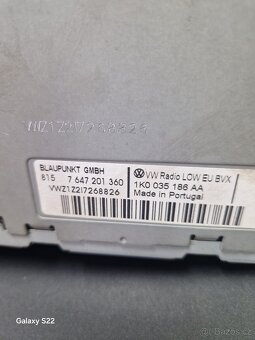 VWZ1Z2I7268826
BLAUPUNKT GMBH
815 7 647 201 360
VWZ1Z2I7268826
VW Radio LOW EU BVX
1K0 035 186 AA
Made in Portugal
Galaxy S22